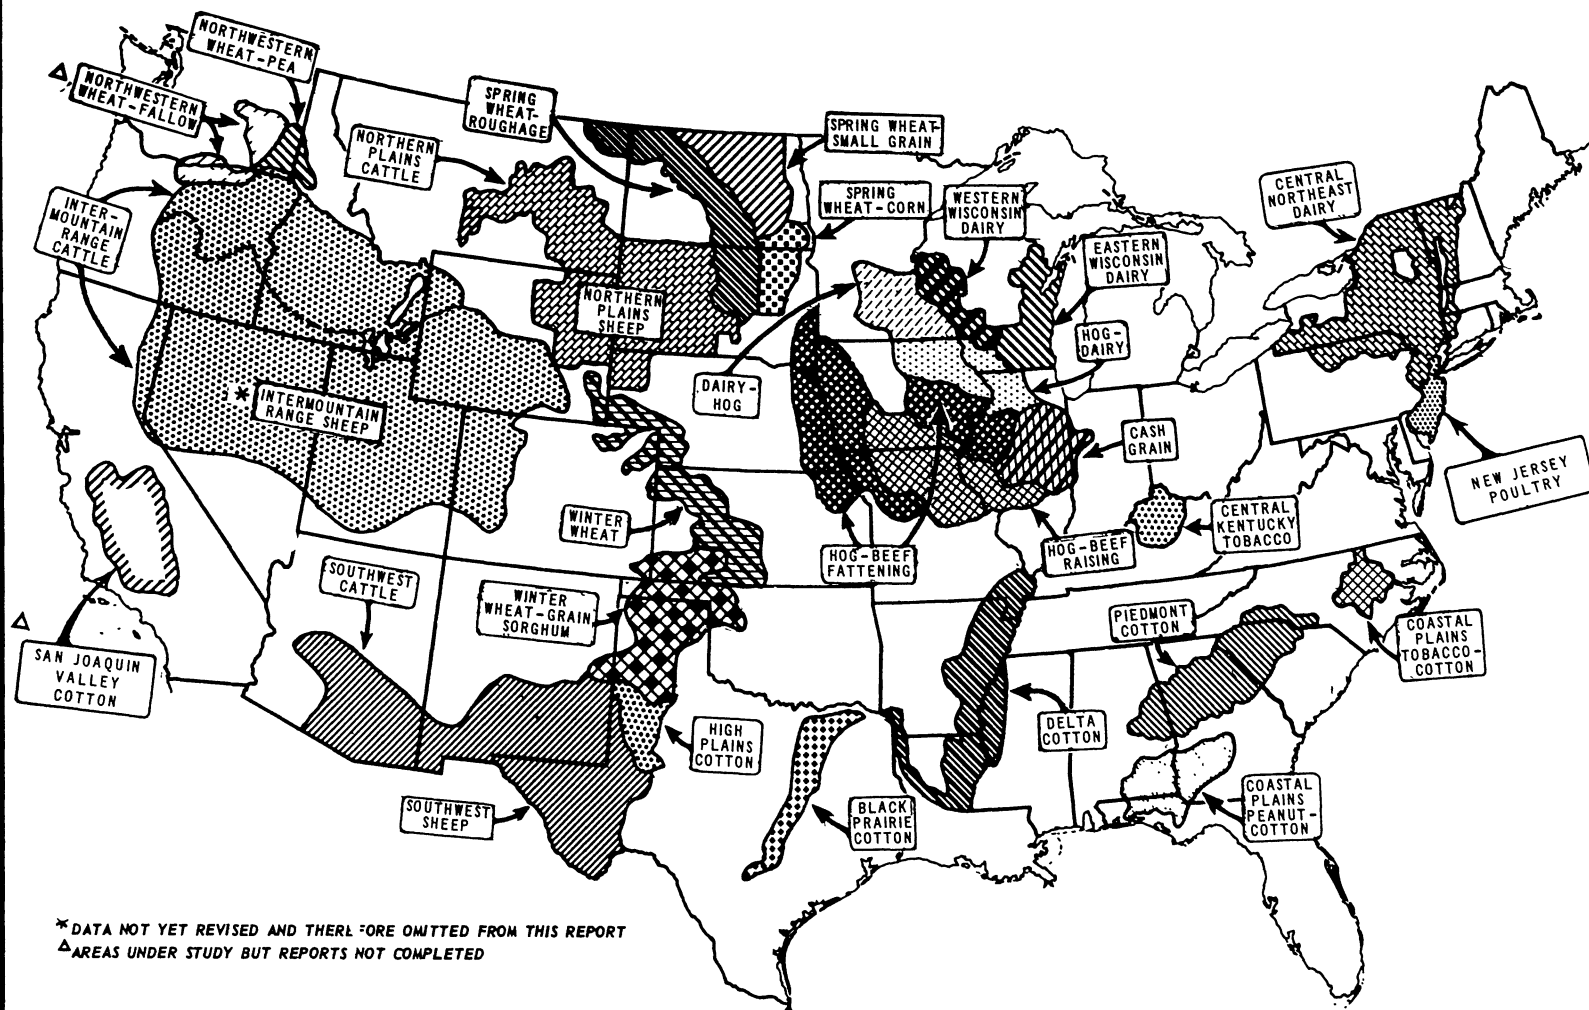 NORTHWESTERN
WHEAT-PEA
△ NORTHWESTERN
WHEAT-FALLOW
SPRING
WHEAT-
ROUGHAGE
NORTHERN
PLAINS
CATTLE
SPRING WHEAT-
SMALL GRAIN
SPRING
WHEAT-CORN
WESTERN
WISCONSIN
DAIRY
CENTRAL
NORTHEAST
DAIRY
INTER-
MOUNTAIN
RANGE
CATTLE
EASTERN
WISCONSIN
DAIRY
NORTHERN
PLAINS
SHEEP
HOG-
DAIRY
DAIRY-
HOG
* INTERMOUNTAIN
RANGE SHEEP
CASH
GRAIN
NEW JERSEY
POULTRY
WINTER
WHEAT
CENTRAL
KENTUCKY
TOBACCO
HOG-BEEF
FATTENING
HOG-BEEF
RAISING
SOUTHWEST
CATTLE
WINTER
WHEAT-GRAIN
SORGHUM
PIEDMONT
COTTON
COASTAL
PLAINS
TOBACCO-
COTTON
△
SAN JOAQUIN
VALLEY
COTTON
HIGH
PLAINS
COTTON
DELTA
COTTON
SOUTHWEST
SHEEP
BLACK
PRAIRIE
COTTON
COASTAL
PLAINS
PEANUT-
COTTON
* DATA NOT YET REVISED AND THEREFORE OMITTED FROM THIS REPORT
△ AREAS UNDER STUDY BUT REPORTS NOT COMPLETED